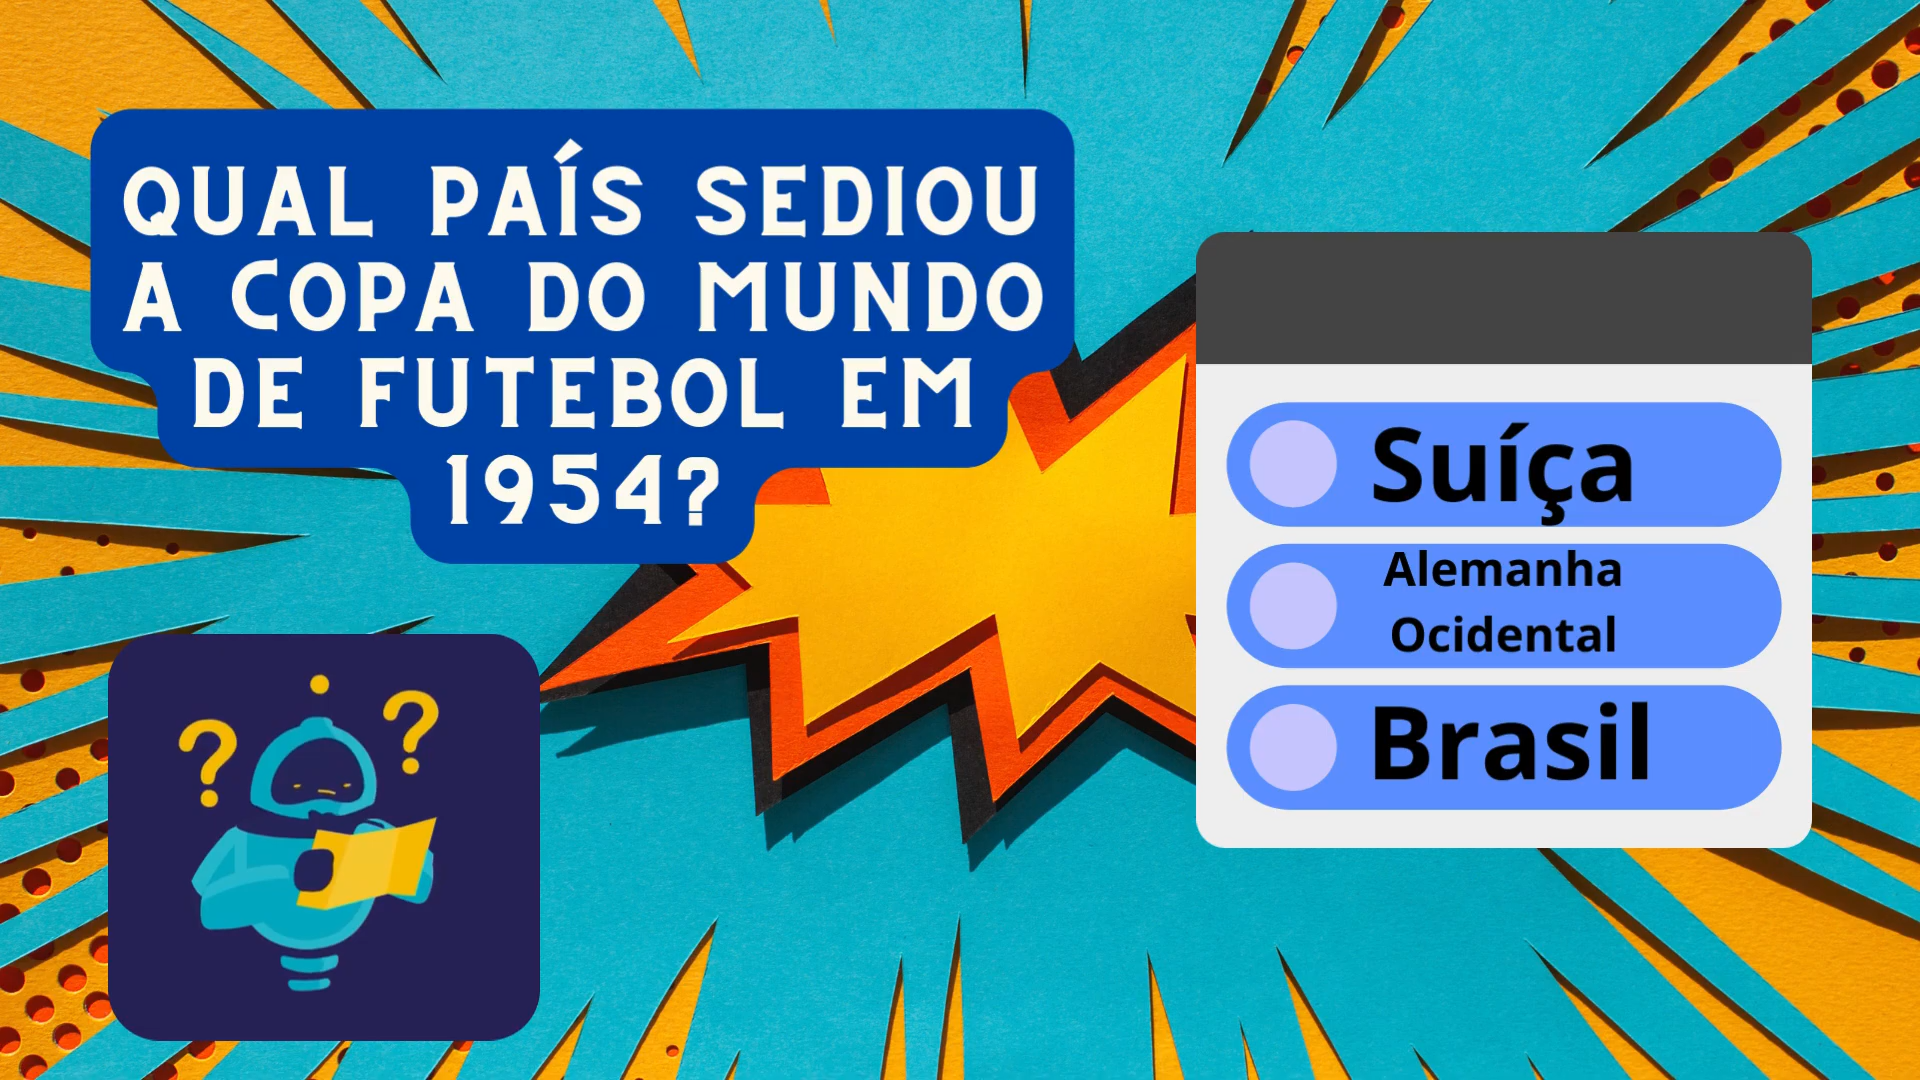 QUAL PAÍS SEDIOU
A COPA DO MUNDO
DE FUTEBOL EM
1954?
Suíça
Alemanha
Ocidental
Brasil